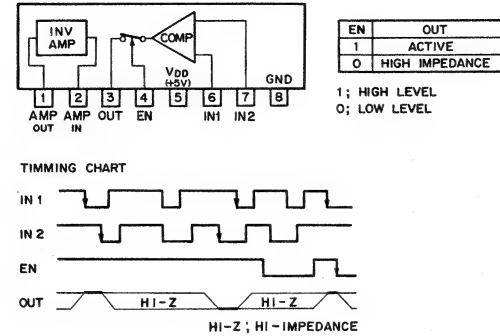 INV
AMP
COMP
VDD
(+5V)
GND
1 2 3 4 5 6 7 8
AMP AMP OUT EN IN1 IN2
OUT IN
EN OUT
1 ACTIVE
0 HIGH IMPEDANCE
1; HIGH LEVEL
0; LOW LEVEL
TIMMING CHART
IN 1
IN 2
EN
OUT HI-Z HI-Z
HI-Z ; HI-IMPEDANCE